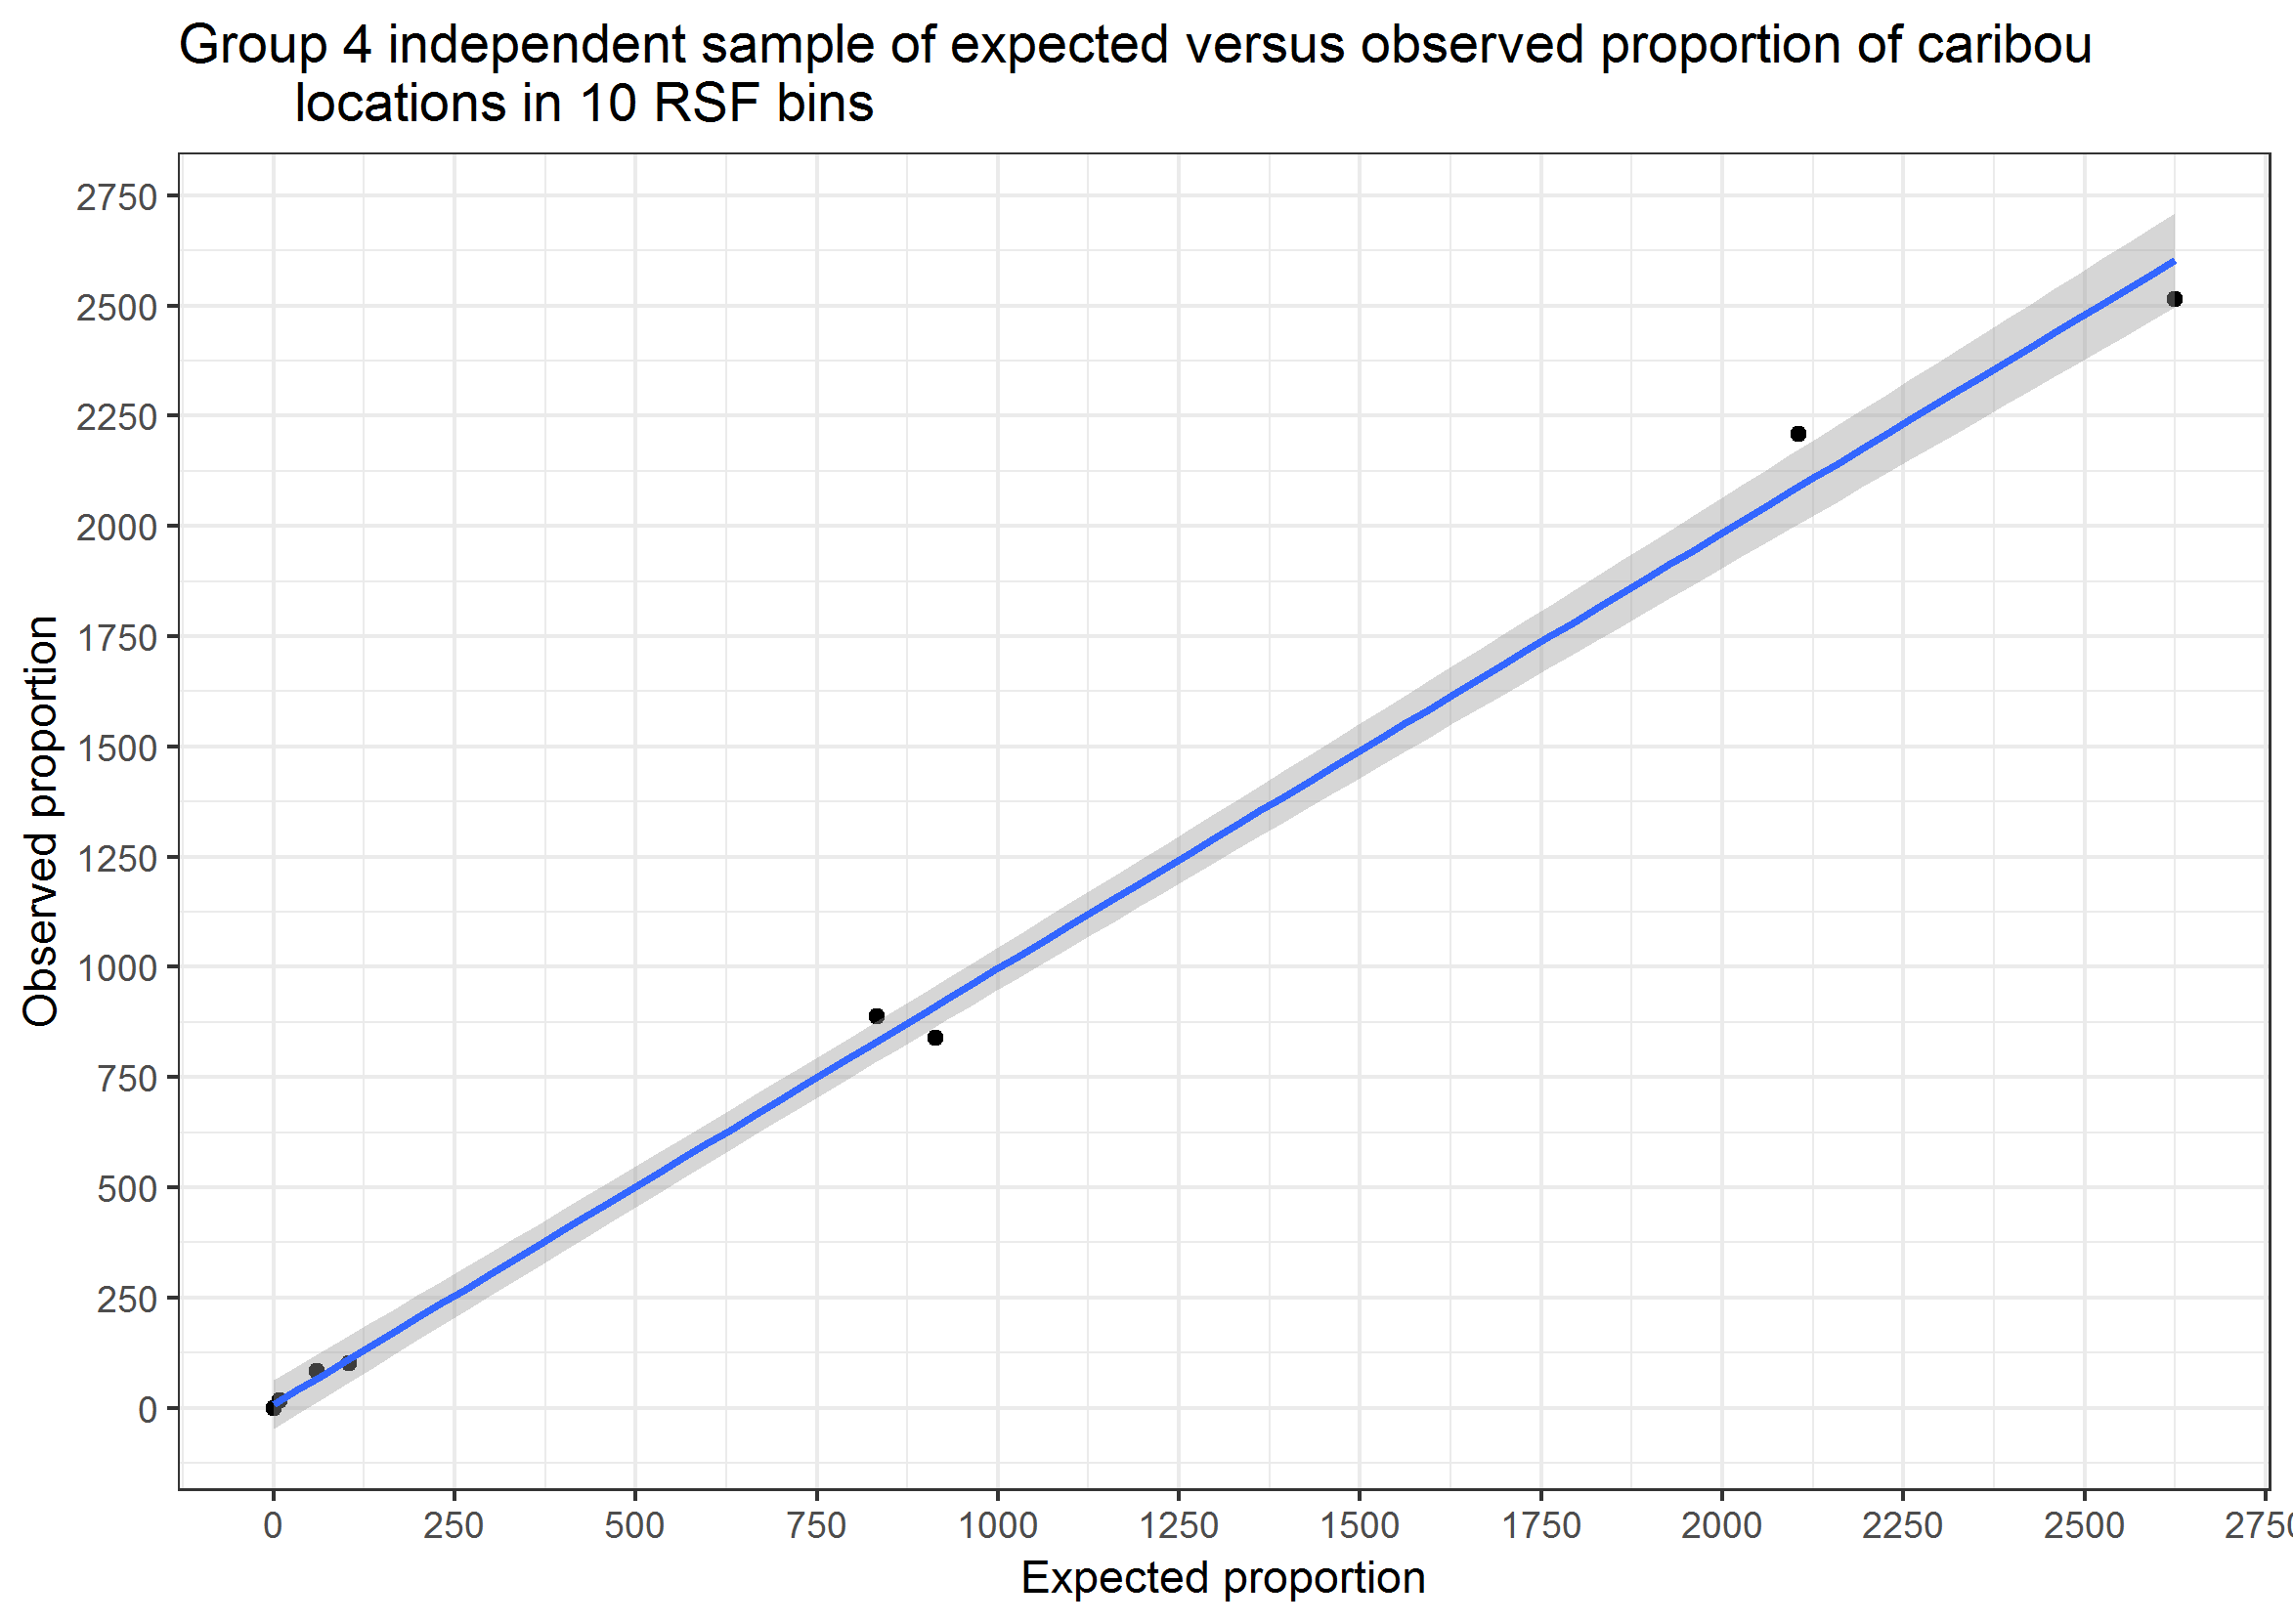 Group 4 independent sample of expected versus observed proportion of caribou
locations in 10 RSF bins
2750
2500
2250
2000
1750
1500
1250
1000
750
500
250
0
Observed proportion
0 250 500 750 1000 1250 1500 1750 2000 2250 2500 275
Expected proportion